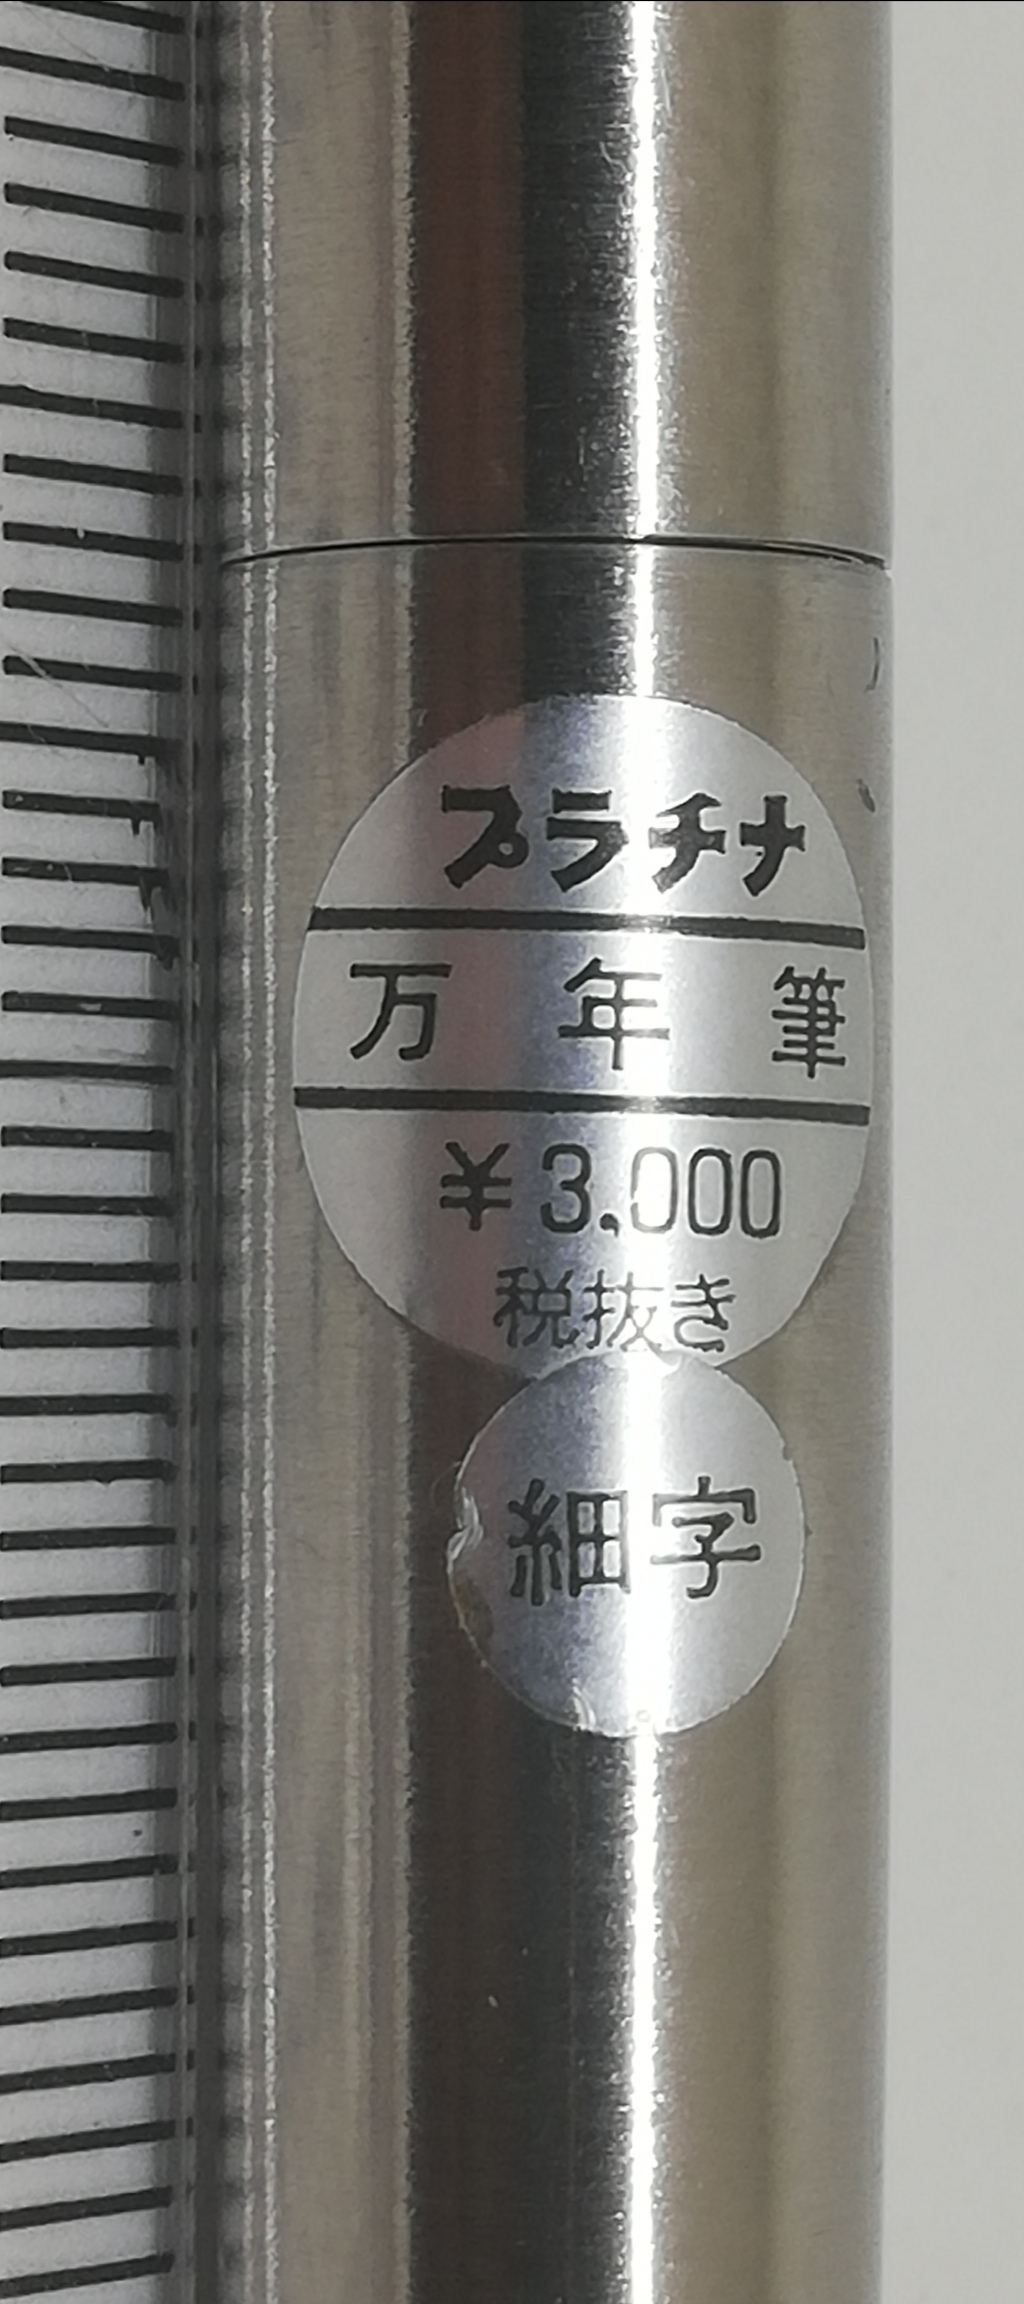 プラチナ
万年筆
¥3,000
税抜き
細字